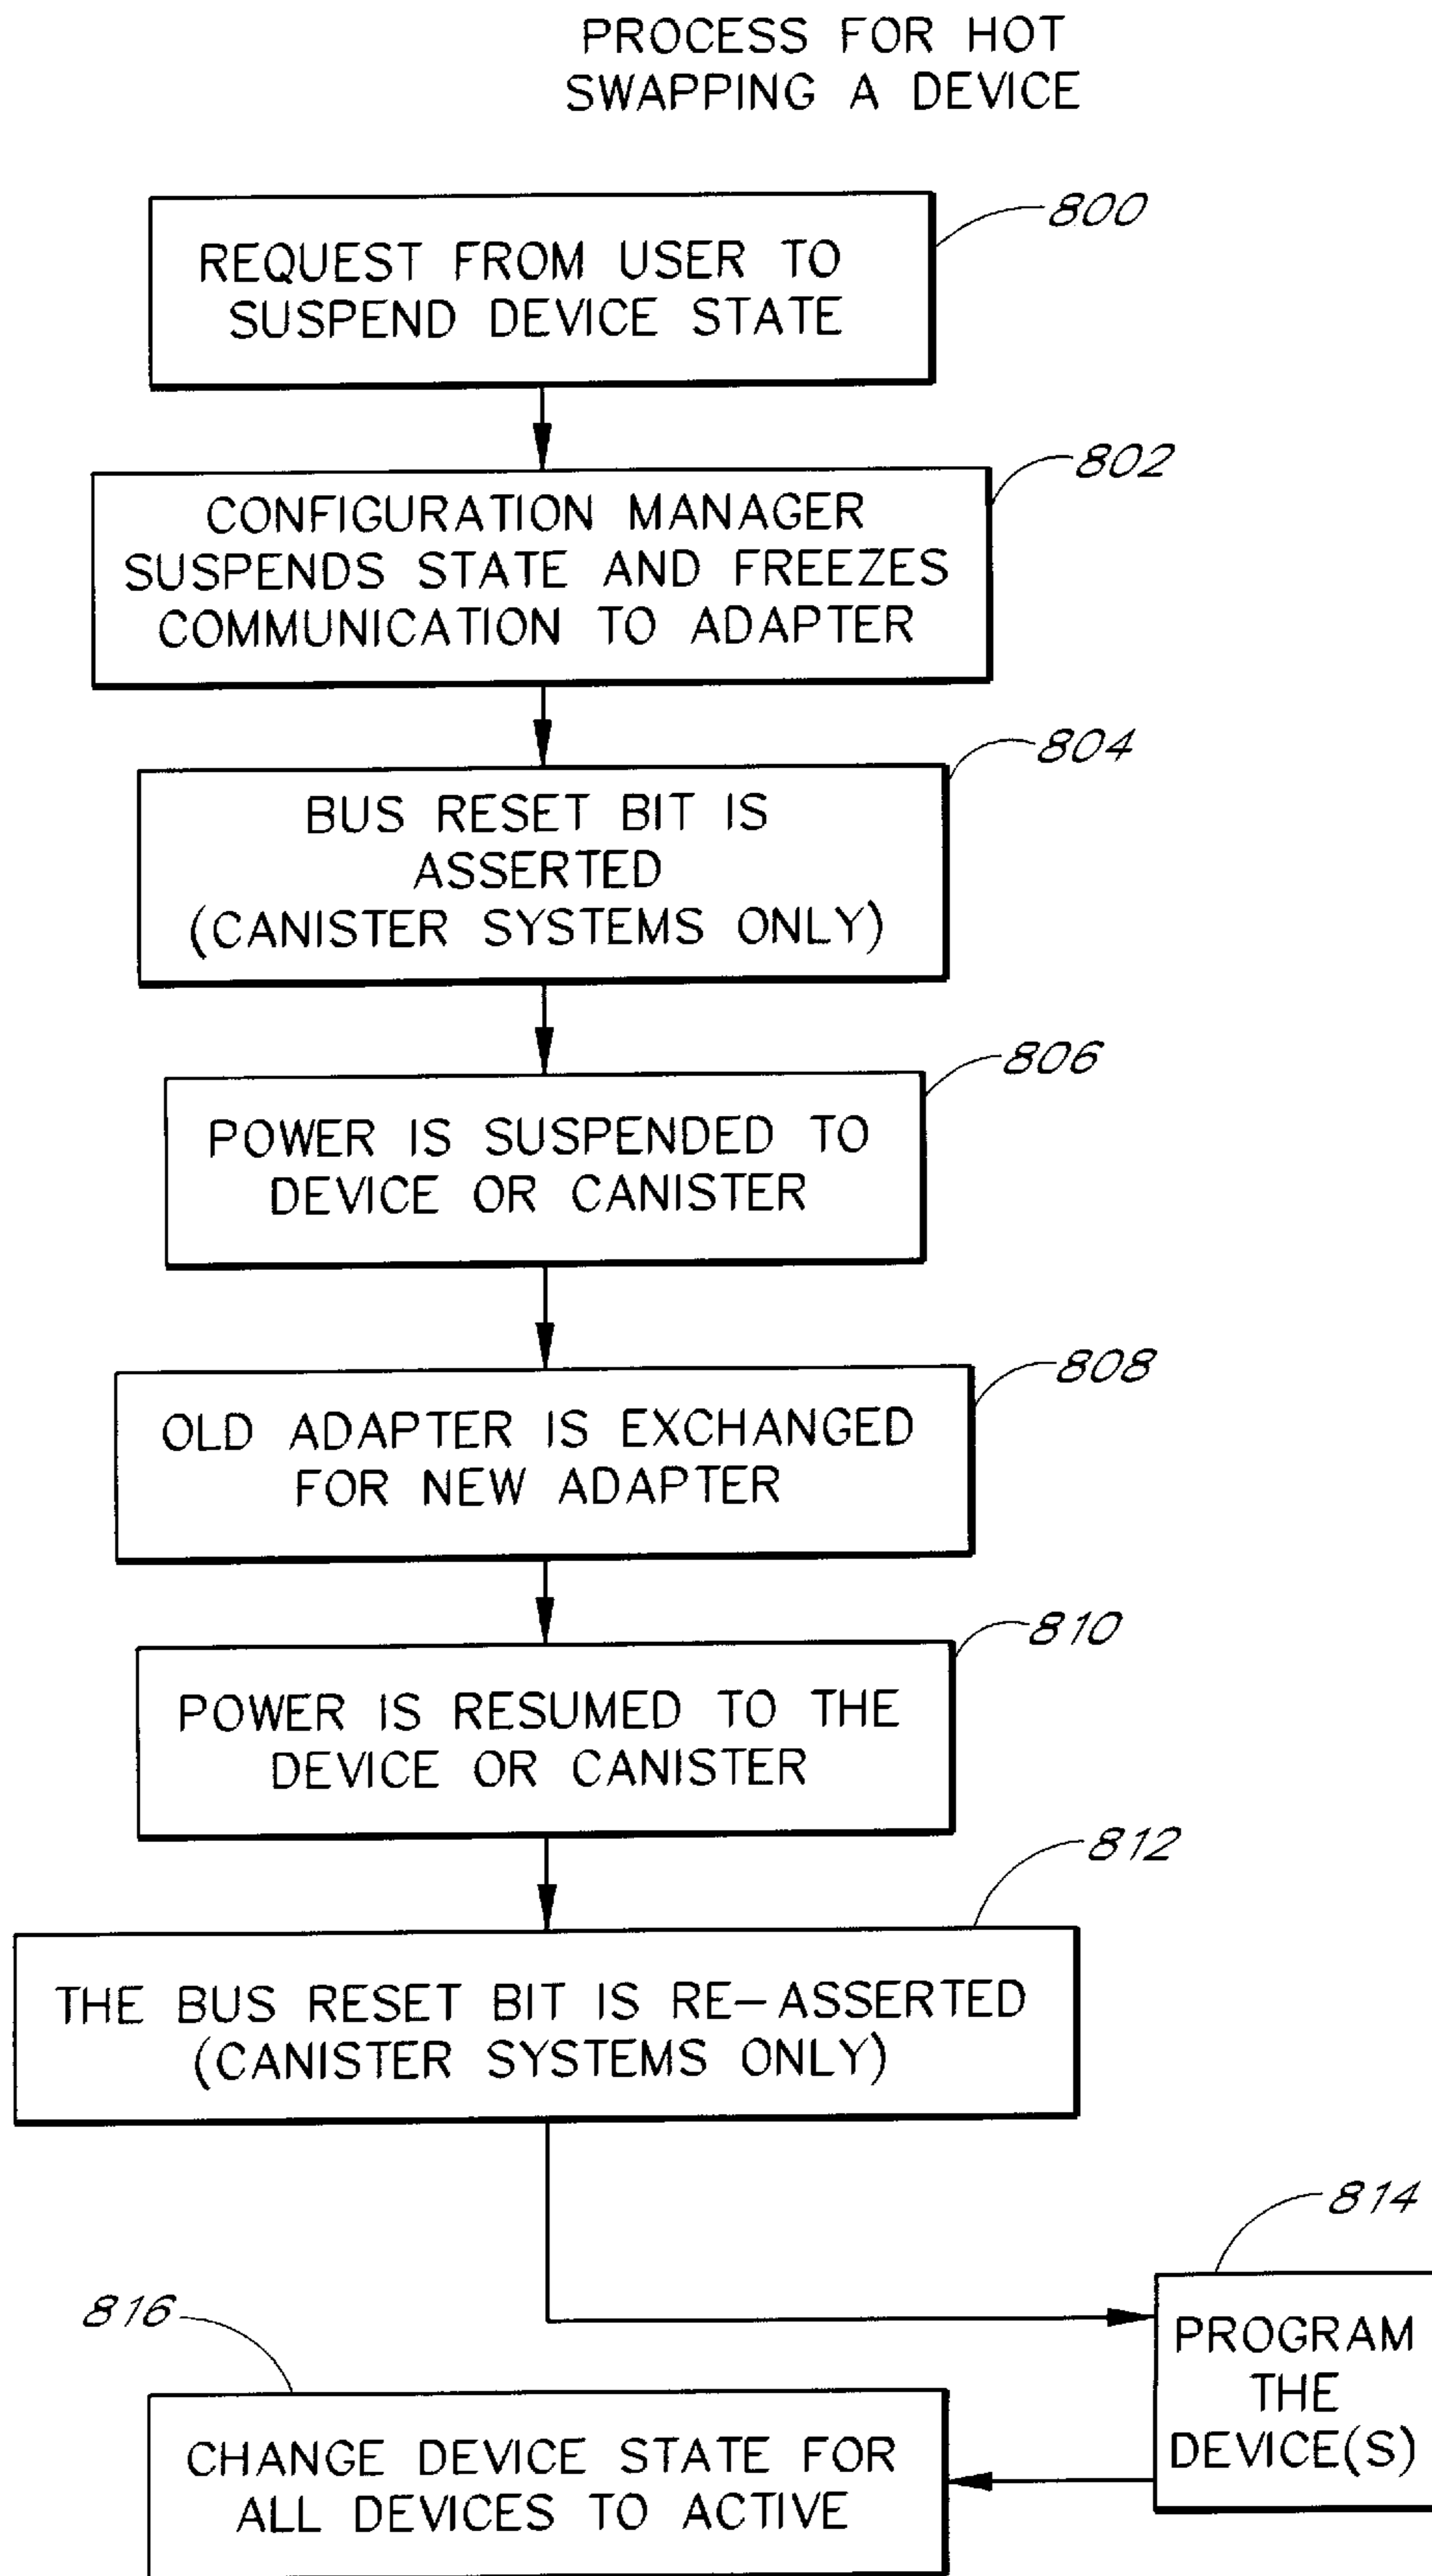 PROCESS FOR HOT
SWAPPING A DEVICE
800
REQUEST FROM USER TO
SUSPEND DEVICE STATE
802
CONFIGURATION MANAGER
SUSPENDS STATE AND FREEZES
COMMUNICATION TO ADAPTER
804
BUS RESET BIT IS
ASSERTED
(CANISTER SYSTEMS ONLY)
806
POWER IS SUSPENDED TO
DEVICE OR CANISTER
808
OLD ADAPTER IS EXCHANGED
FOR NEW ADAPTER
810
POWER IS RESUMED TO THE
DEVICE OR CANISTER
812
THE BUS RESET BIT IS RE-ASSERTED
(CANISTER SYSTEMS ONLY)
814
PROGRAM
THE
DEVICE(S)
816
CHANGE DEVICE STATE FOR
ALL DEVICES TO ACTIVE